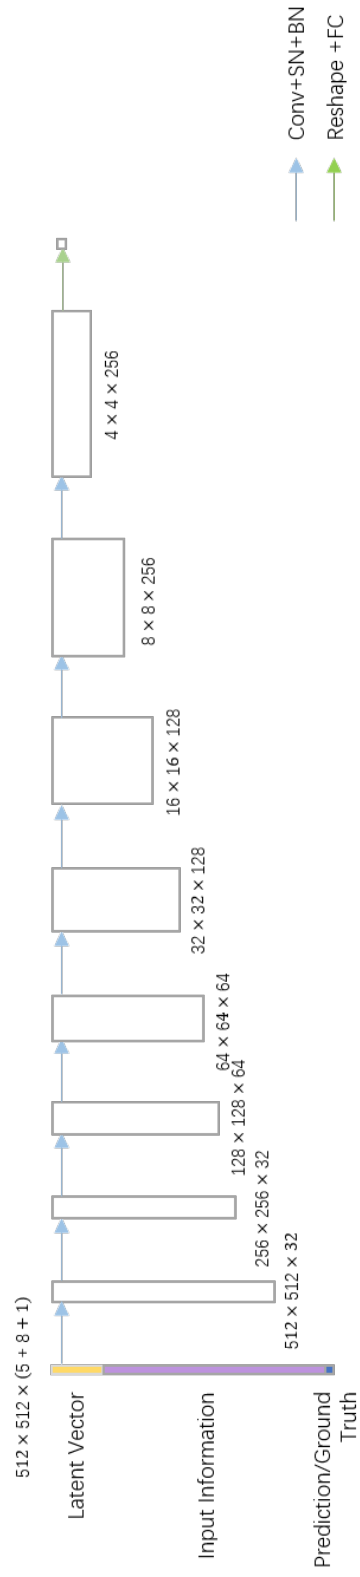 512 × 512 × (5 + 8 + 1)
Latent Vector
Input Information
Prediction/Ground
Truth
512 × 512 × 32
256 × 256 × 32
128 × 128 × 64
64 × 64 × 64
32 × 32 × 128
16 × 16 × 128
8 × 8 × 256
4 × 4 × 256
Conv+SN+BN
Reshape +FC